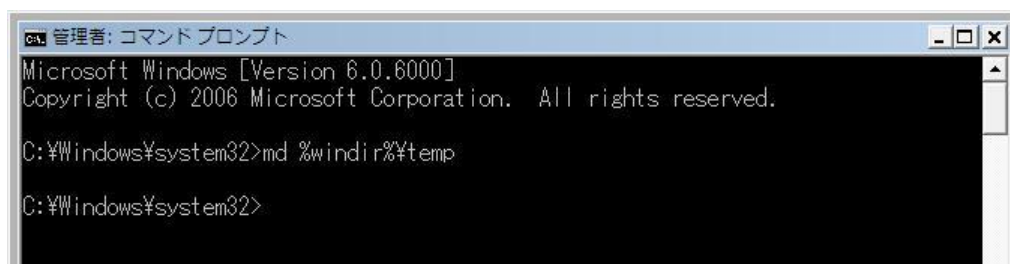 管理者: コマンド プロンプト
Microsoft Windows [Version 6.0.6000]
Copyright (c) 2006 Microsoft Corporation.  All rights reserved.
C:¥Windows¥system32>md %windir%¥temp
C:¥Windows¥system32>